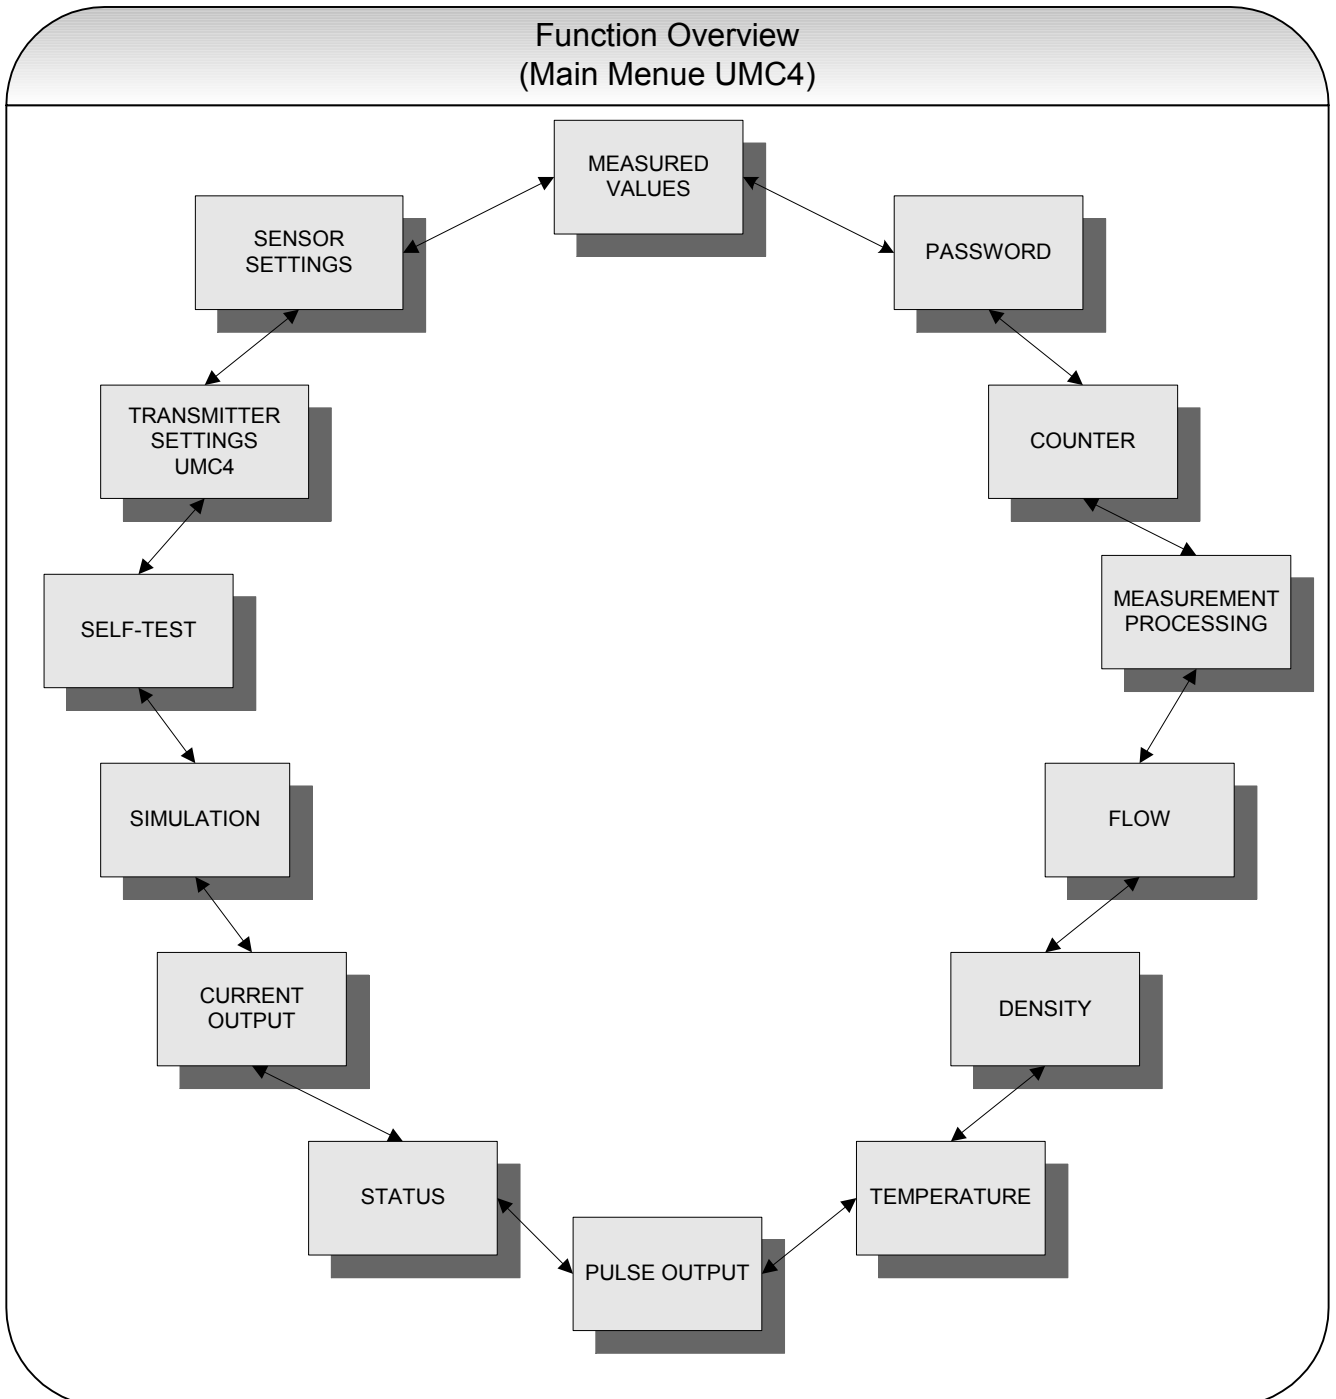 Function Overview
(Main Menue UMC4)
MEASURED
VALUES
SENSOR
SETTINGS
PASSWORD
TRANSMITTER
SETTINGS
UMC4
COUNTER
MEASUREMENT
PROCESSING
SELF-TEST
SIMULATION
FLOW
CURRENT
OUTPUT
DENSITY
STATUS
TEMPERATURE
PULSE OUTPUT